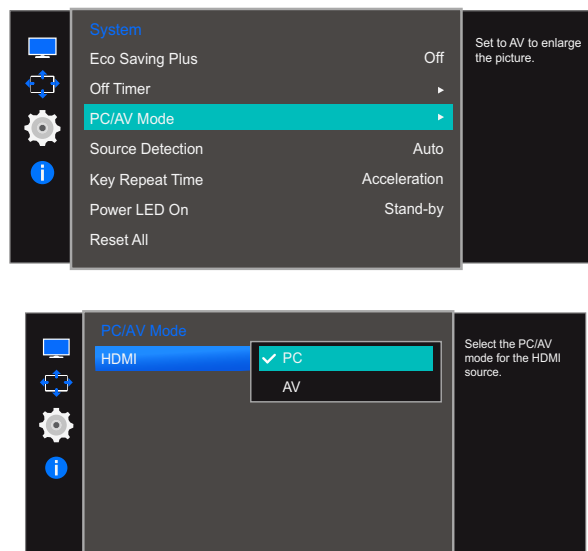 System
Eco Saving Plus Off
Off Timer
PC/AV Mode
Source Detection Auto
Key Repeat Time Acceleration
Power LED On Stand-by
Reset All
Set to AV to enlarge
the picture.
PC/AV Mode
HDMI PC
AV
Select the PC/AV
mode for the HDMI
source.